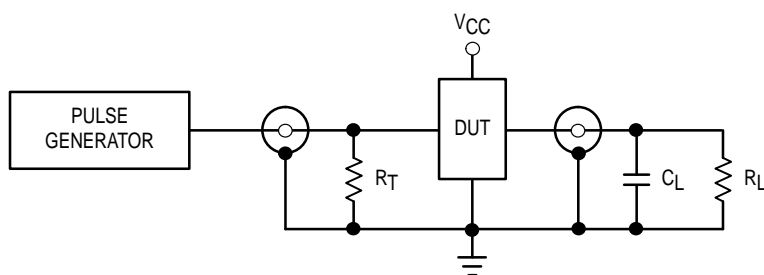 VCC
PULSE
GENERATOR
DUT
RT
CL
RL